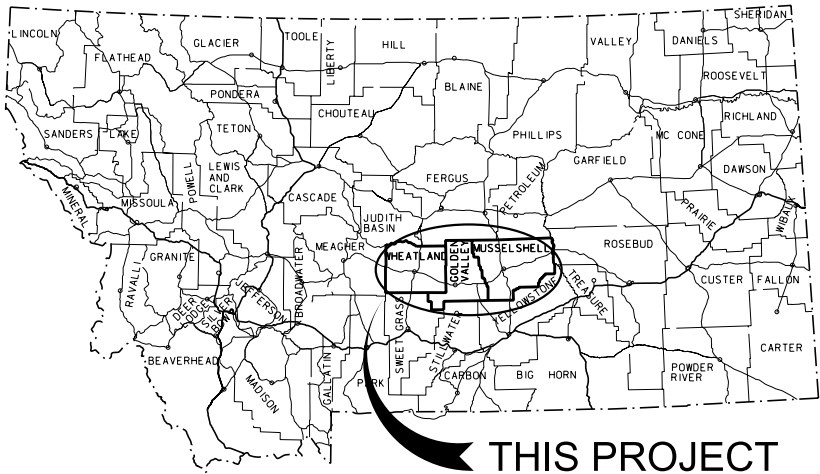 LINCOLN
FLATHEAD
GLACIER
TOOLE
LIBERTY
HILL
BLAINE
VALLEY
DANIELS
SHERIDAN
ROOSEVELT
PONDERA
CHOUTEAU
PHILLIPS
RICHLAND
MC CONE
SANDERS
LAKE
TETON
LEWIS
AND
CLARK
POWELL
CASCADE
FERGUS
PETROLEUM
GARFIELD
DAWSON
MINERAL
MISSOULA
JUDITH
BASIN
PRAIRIE
WIBAUX
MEAGHER
WHEATLAND
GOLDEN
VALLEY
MUSSELSHELL
ROSEBUD
TREASURE
CUSTER
FALLON
RAVALLI
GRANITE
DEER
LODGE
SILVER
BOW
JEFFERSON
BROADWATER
SWEET GRASS
STILLWATER
YELLOWSTONE
BEAVERHEAD
MADISON
GALLATIN
PARK
CARBON
BIG HORN
POWDER
RIVER
CARTER
THIS PROJECT